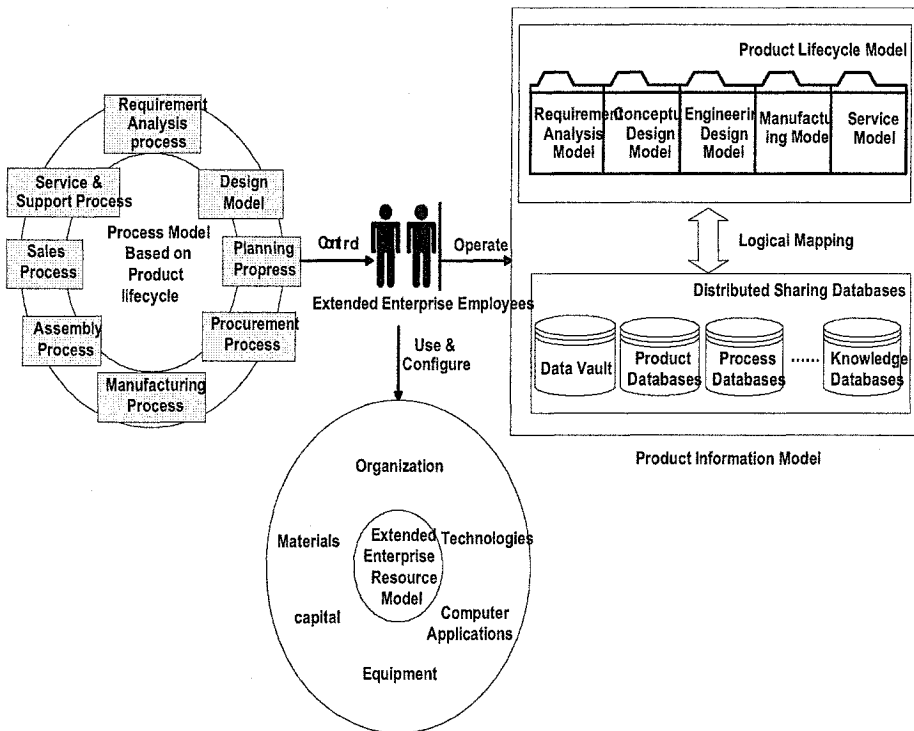 Requirement
Analysis
process
Service &
Support Process
Design
Model
Sales
Process
Process Model
Based on
Product
lifecycle
Planning
Propress
Assembly
Process
Procurement
Process
Manufacturing
Process
Contrd
Operate
Extended Enterprise Employees
Use &
Configure
Product Lifecycle Model
Requirement
Analysis
Model
Conceptu
Design
Model
Engineerin
Design
Model
Manufactur
ing Model
Service
Model
Logical Mapping
Distributed Sharing Databases
Data Vault
Product
Databases
Process
Databases
......
Knowledge
Databases
Product Information Model
Organization
Materials
Extended
Enterprise
Resource
Model
Technologies
capital
Computer
Applications
Equipment